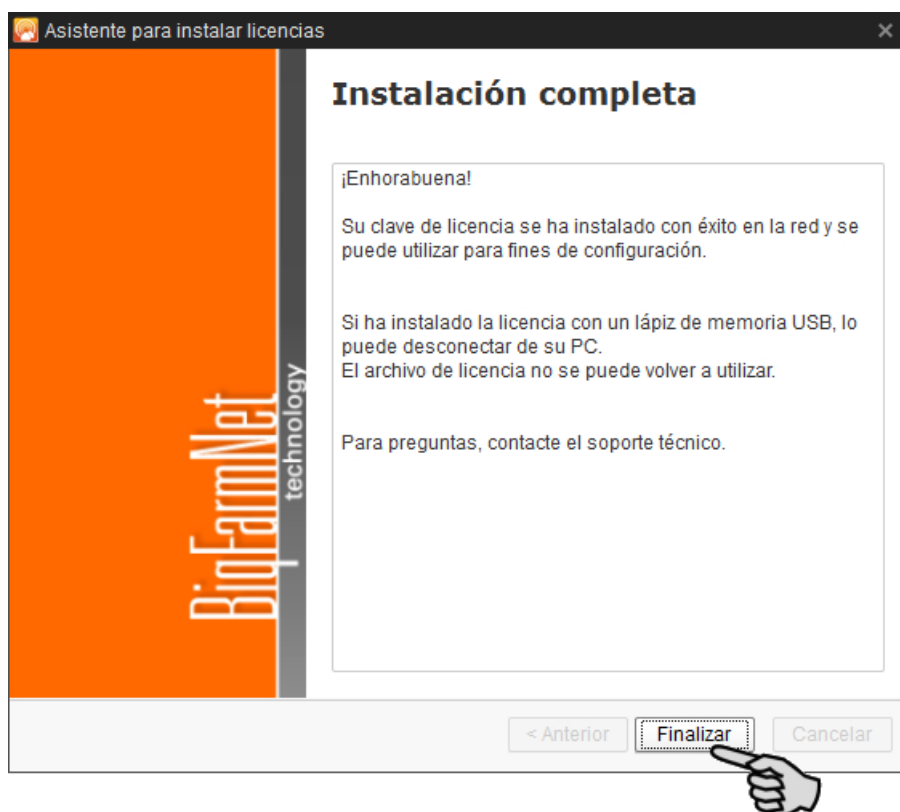 Asistente para instalar licencias
Instalación completa
¡Enhorabuena!
Su clave de licencia se ha instalado con éxito en la red y se
puede utilizar para fines de configuración.
Si ha instalado la licencia con un lápiz de memoria USB, lo
puede desconectar de su PC.
El archivo de licencia no se puede volver a utilizar.
Para preguntas, contacte el soporte técnico.
BigFarmNet
technology
< Anterior
Finalizar
Cancelar